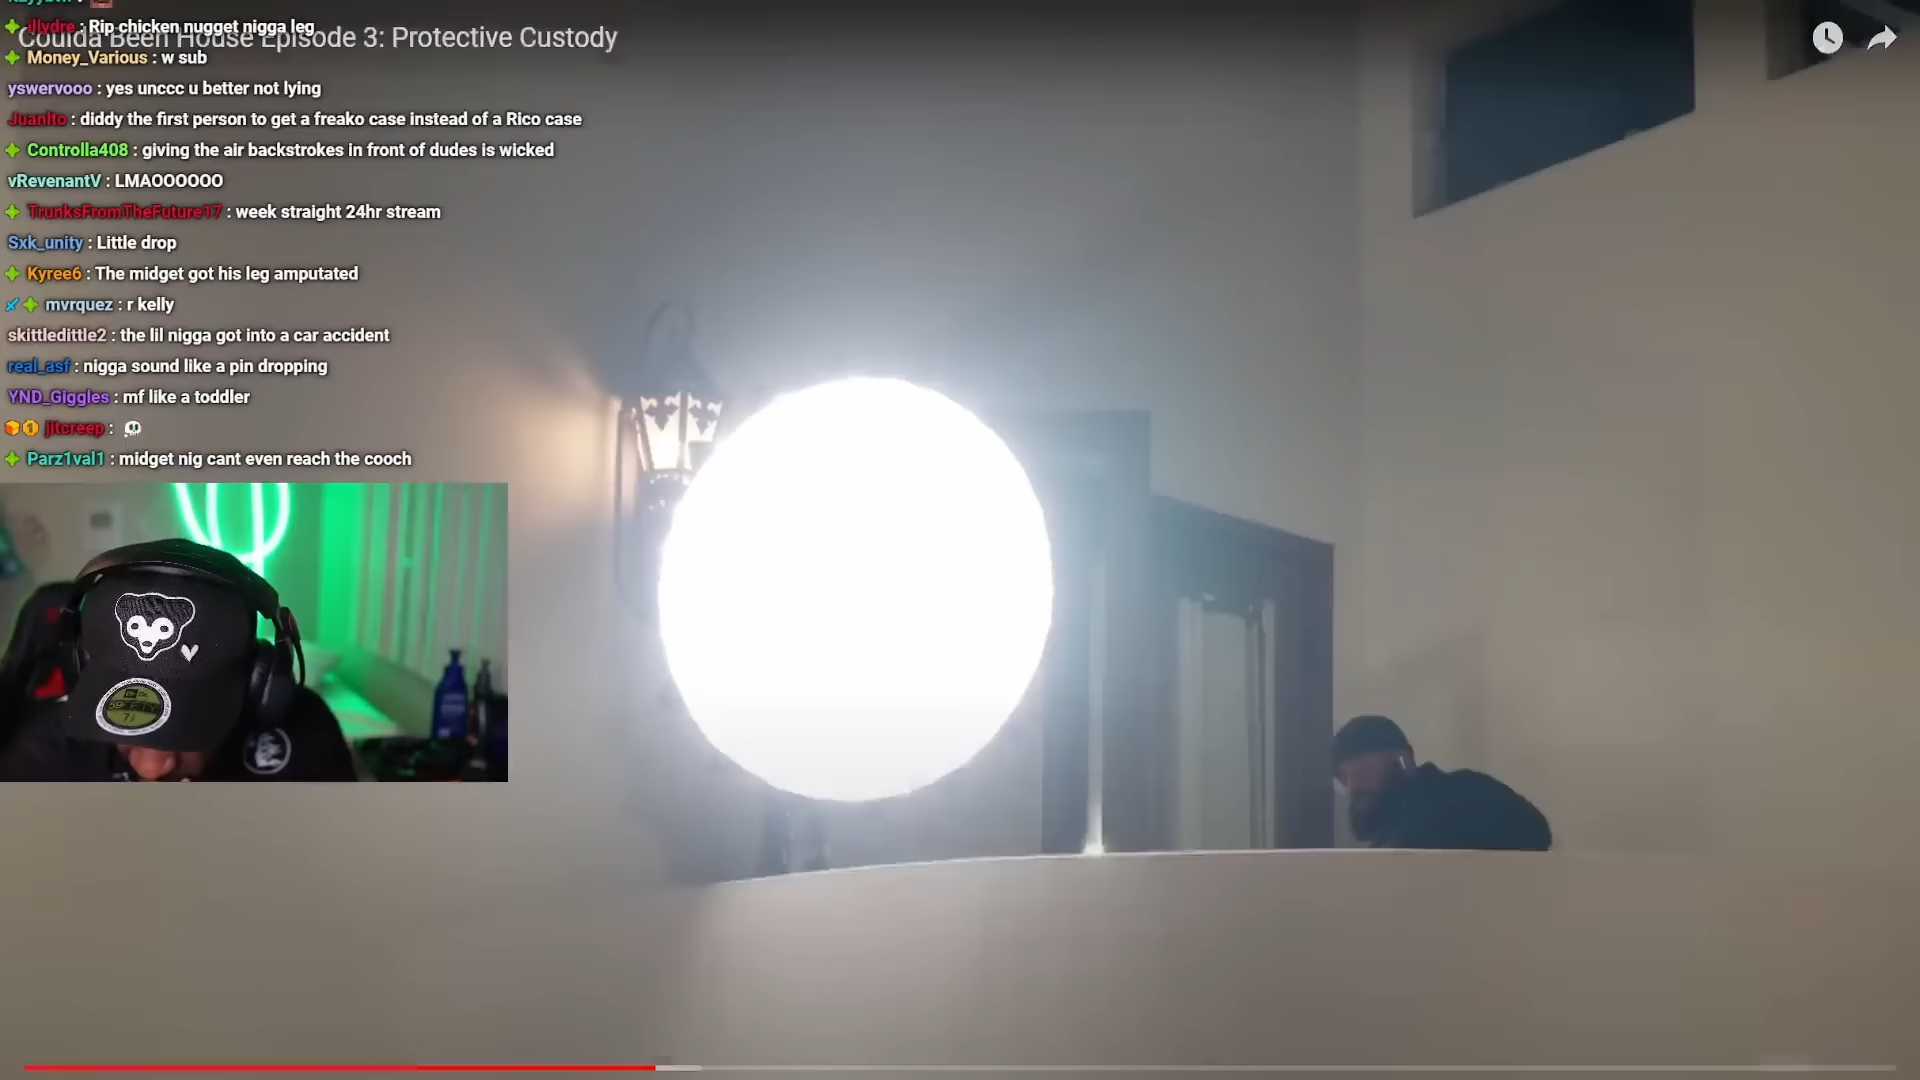 illydre : Rip chicken nugget nigga leg
Coulda Been House Episode 3: Protective Custody
Money_Various : w sub
yswervooo : yes unccc u better not lying
Juanito : diddy the first person to get a freako case instead of a Rico case
Controlla408 : giving the air backstrokes in front of dudes is wicked
vRevenantV : LMAOOOOOO
TrunksFromTheFuture17 : week straight 24hr stream
Sxk_unity : Little drop
Kyree6 : The midget got his leg amputated
mvrquez : r kelly
skittledittle2 : the lil nigga got into a car accident
real_asf : nigga sound like a pin dropping
YND_Giggles : mf like a toddler
jitcreep :
Parz1val1 : midget nig cant even reach the cooch